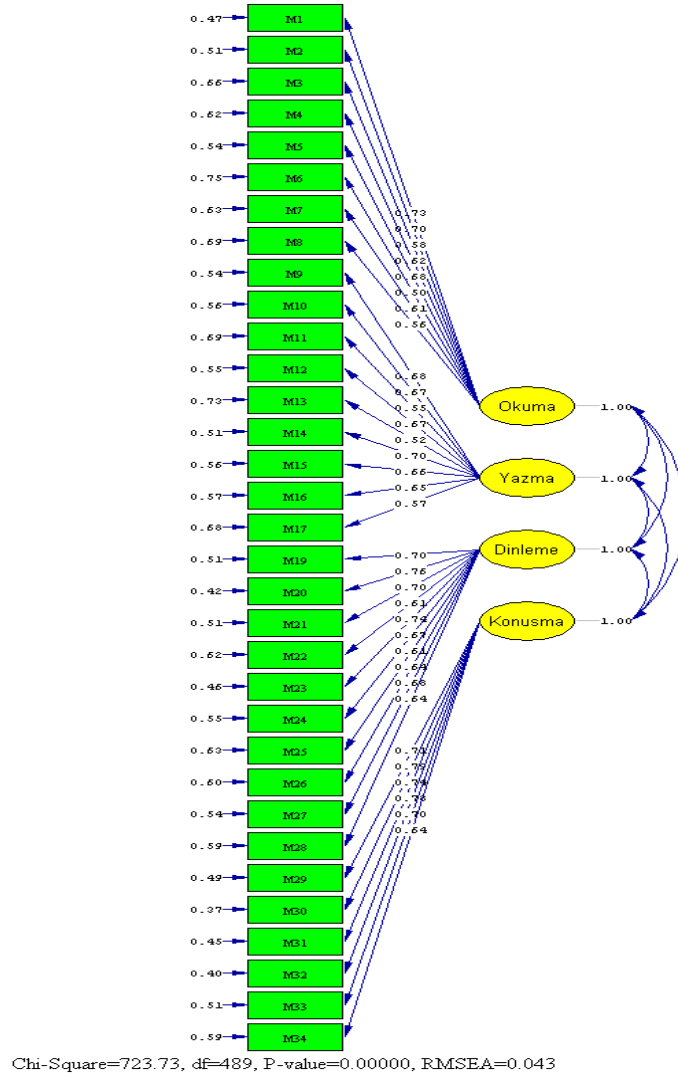 0.47 M1
0.51 M2
0.66 M3
0.62 M4
0.54 M5
0.75 M6
0.63 M7
0.69 M8
0.54 M9
0.56 M10
0.69 M11
0.55 M12
0.73 M13
0.51 M14
0.56 M15
0.57 M16
0.68 M17
0.51 M19
0.42 M20
0.51 M21
0.62 M22
0.46 M23
0.55 M24
0.63 M25
0.60 M26
0.54 M27
0.59 M28
0.49 M29
0.37 M30
0.45 M31
0.40 M32
0.51 M33
0.59 M34
0.73
0.70
0.58
0.62
0.68
0.50
0.61
0.56
0.68
0.67
0.55
0.67
0.52
0.70
0.66
0.65
0.57
0.70
0.76
0.70
0.61
0.74
0.67
0.61
0.64
0.68
0.64
0.71
0.79
0.74
0.78
0.70
0.64
Okuma 1.00
Yazma 1.00
Dinleme 1.00
Konusma 1.00
Chi-Square=723.73, df=489, P-value=0.00000, RMSEA=0.043